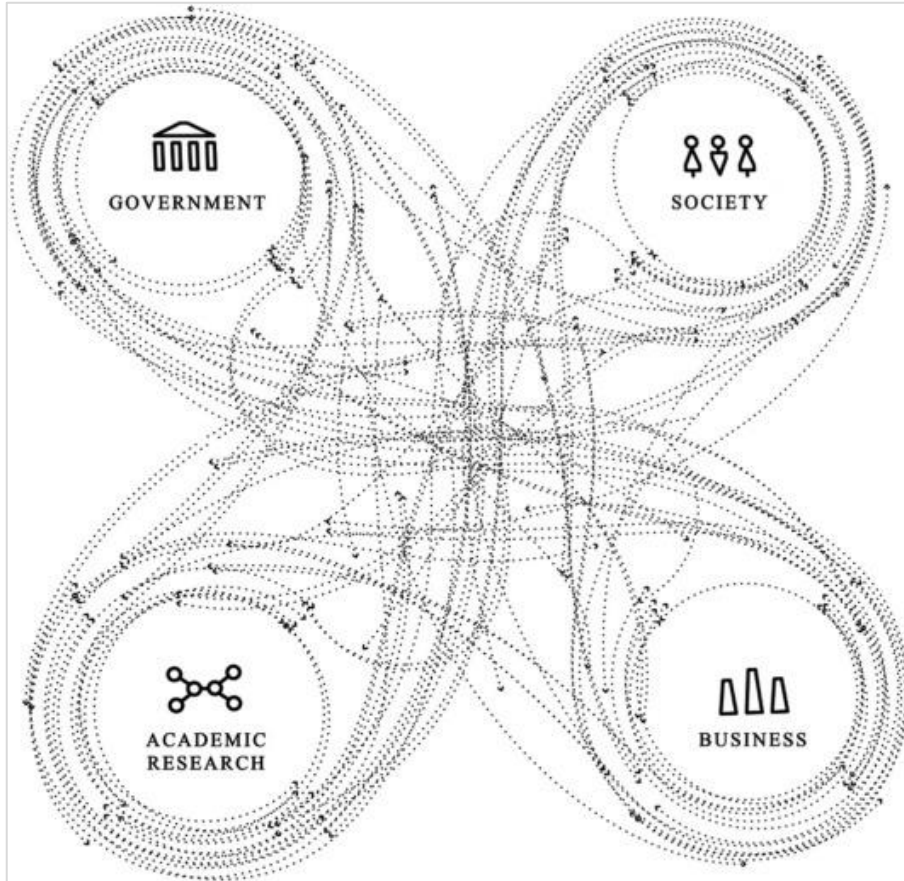 GOVERNMENT
SOCIETY
ACADEMIC
RESEARCH
BUSINESS